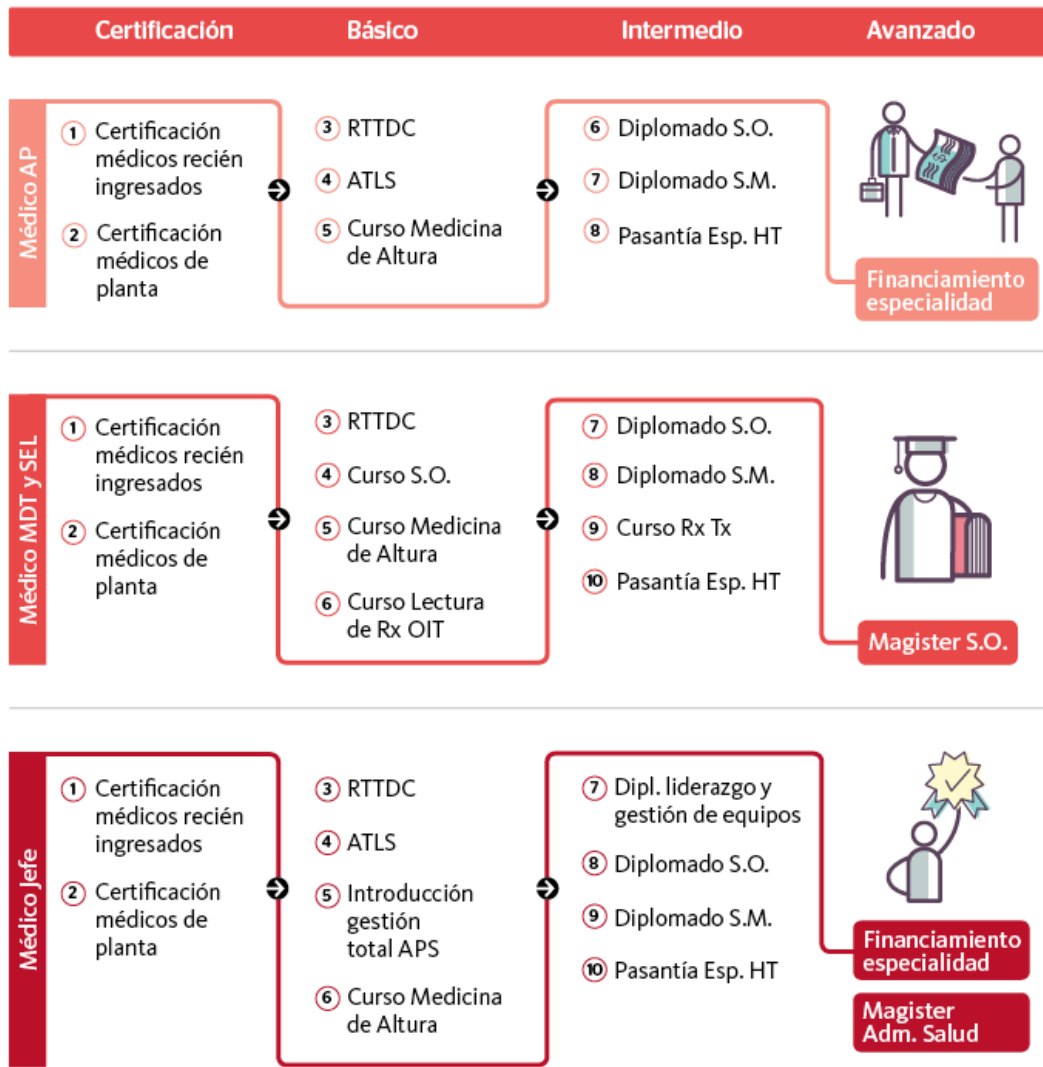 Certificación
Básico
Intermedio
Avanzado
Médico AP
1 Certificación
médicos recién
ingresados
2 Certificación
médicos de
planta
3 RTTDC
4 ATLS
5 Curso Medicina
de Altura
6 Diplomado S.O.
7 Diplomado S.M.
8 Pasantía Esp. HT
Financiamiento
especialidad
Médico MDT y SEL
1 Certificación
médicos recién
ingresados
2 Certificación
médicos de
planta
3 RTTDC
4 Curso S.O.
5 Curso Medicina
de Altura
6 Curso Lectura
de Rx OIT
7 Diplomado S.O.
8 Diplomado S.M.
9 Curso Rx Tx
10 Pasantía Esp. HT
Magister S.O.
Médico Jefe
1 Certificación
médicos recién
ingresados
2 Certificación
médicos de
planta
3 RTTDC
4 ATLS
5 Introducción
gestión
total APS
6 Curso Medicina
de Altura
7 Dipl. liderazgo y
gestión de equipos
8 Diplomado S.O.
9 Diplomado S.M.
10 Pasantía Esp. HT
Financiamiento
especialidad
Magister
Adm. Salud